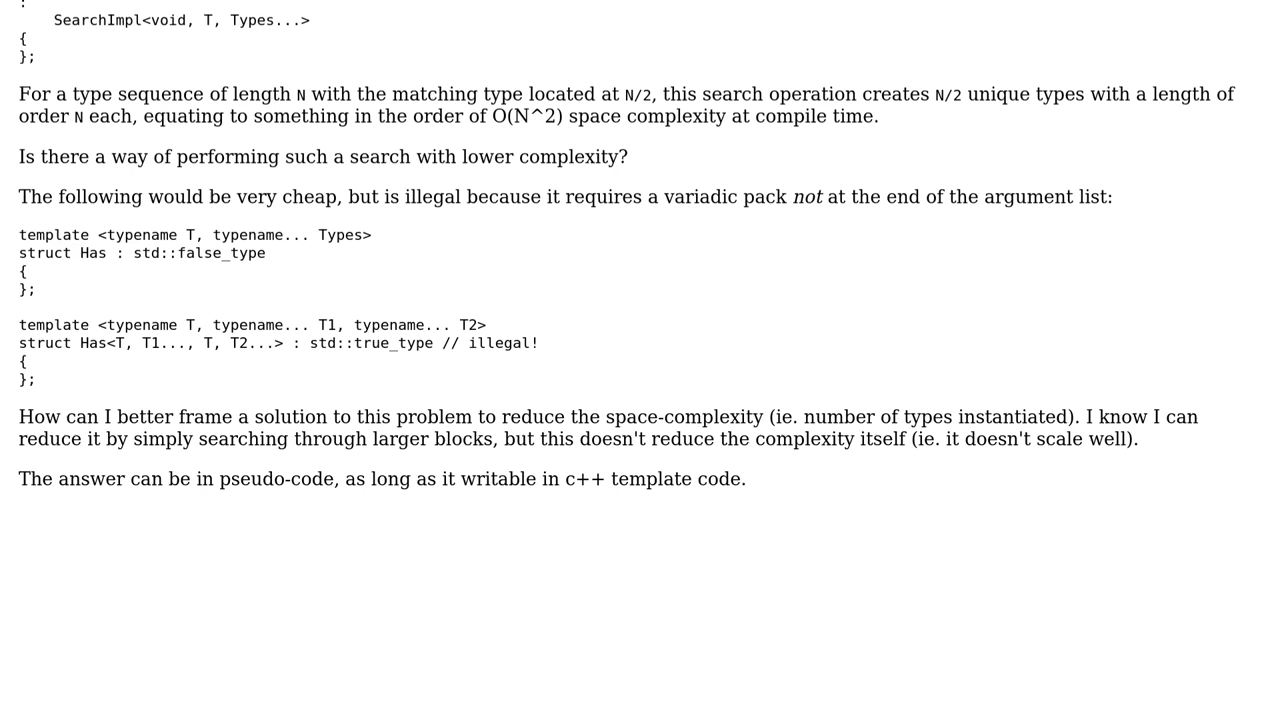 :
    SearchImpl<void, T, Types...>
{
};
For a type sequence of length N with the matching type located at N/2, this search operation creates N/2 unique types with a length of
order N each, equating to something in the order of O(N^2) space complexity at compile time.
Is there a way of performing such a search with lower complexity?
The following would be very cheap, but is illegal because it requires a variadic pack not at the end of the argument list:
template <typename T, typename... Types>
struct Has : std::false_type
{
};
template <typename T, typename... T1, typename... T2>
struct Has<T, T1..., T, T2...> : std::true_type // illegal!
{
};
How can I better frame a solution to this problem to reduce the space-complexity (ie. number of types instantiated). I know I can
reduce it by simply searching through larger blocks, but this doesn't reduce the complexity itself (ie. it doesn't scale well).
The answer can be in pseudo-code, as long as it writable in c++ template code.